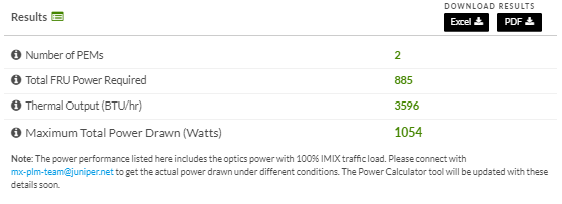 DOWNLOAD RESULTS
Results
Excel PDF
Number of PEMs 2
Total FRU Power Required 885
Thermal Output (BTU/hr) 3596
Maximum Total Power Drawn (Watts) 1054
Note: The power performance listed here includes the optics power with 100% IMIX traffic load. Please connect with
mx-plm-team@juniper.net to get the actual power drawn under different conditions. The Power Calculator tool will be updated with these
details soon.